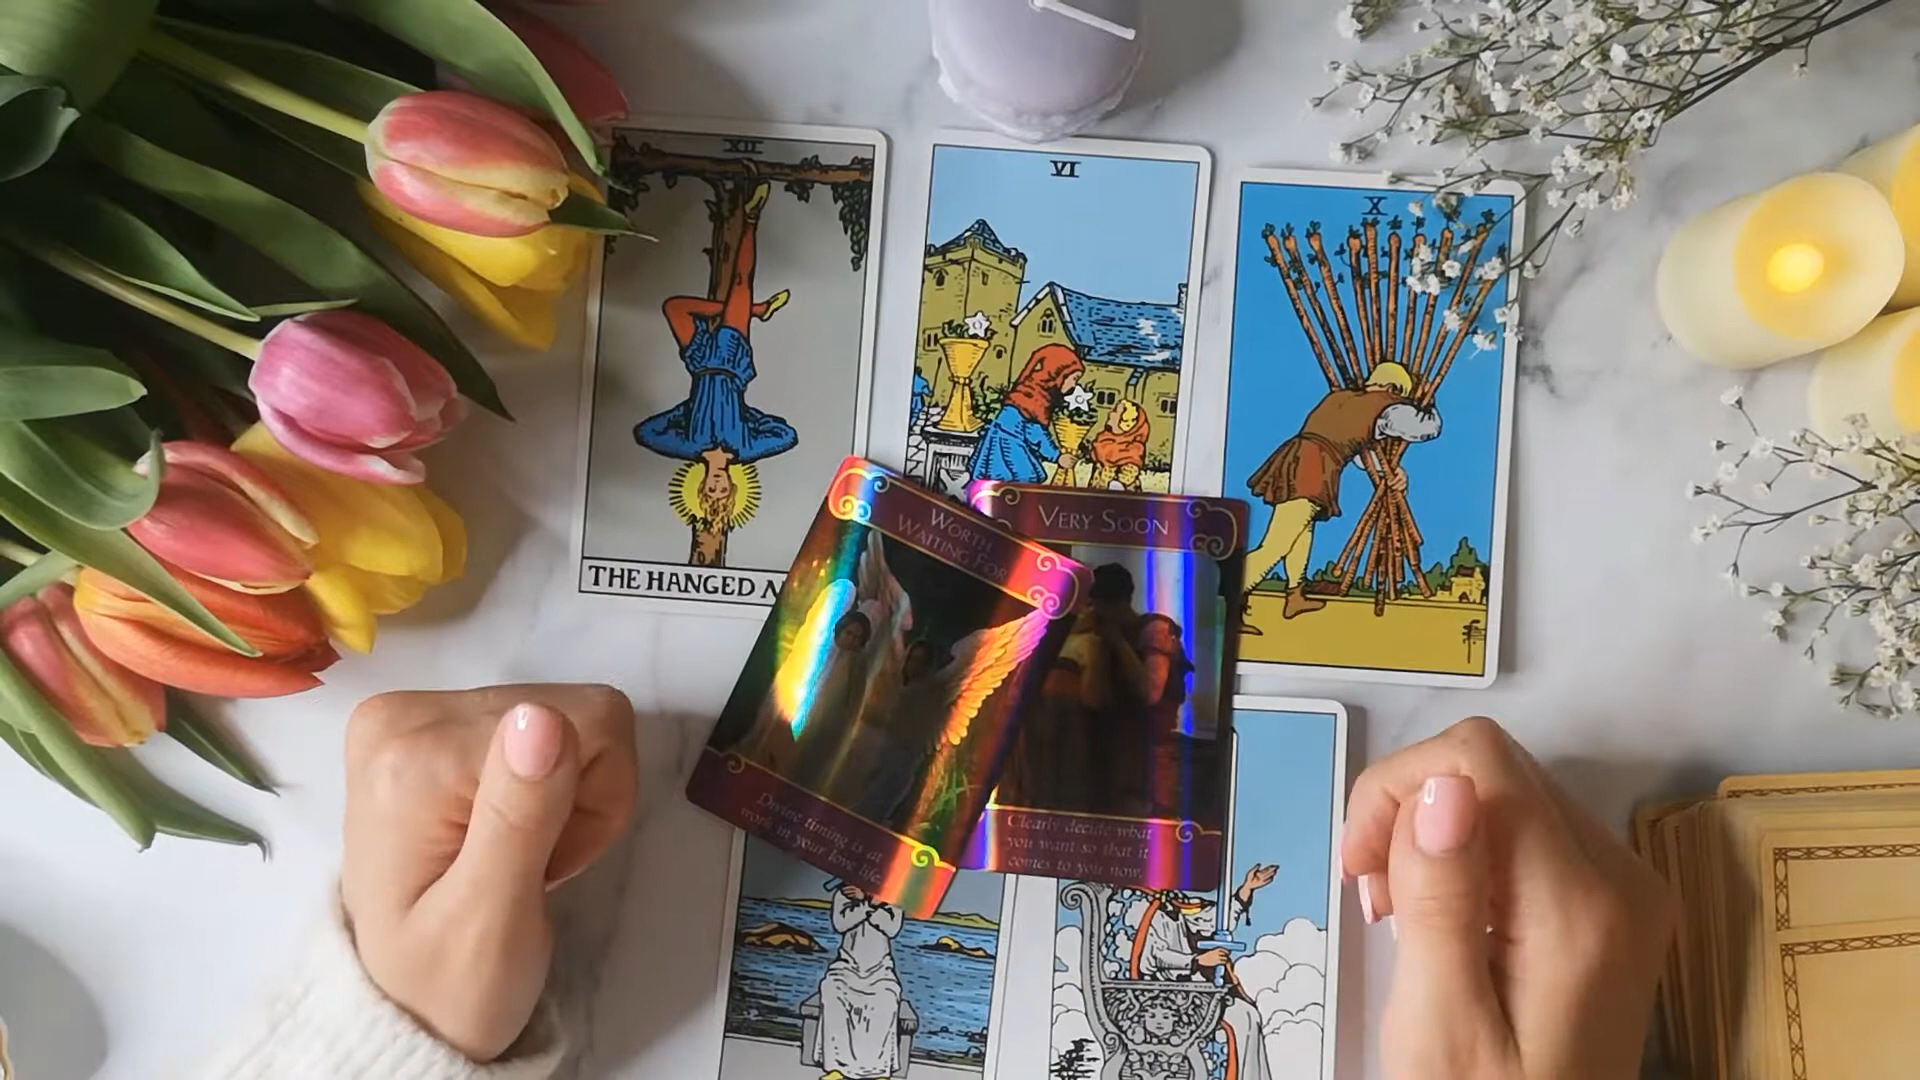 XII
VI
X
THE HANGED
WORTH
WAITING FOR
VERY SOON
Divine timing is at
work in your love life.
Clearly decide what
you want so that it
comes to you now.